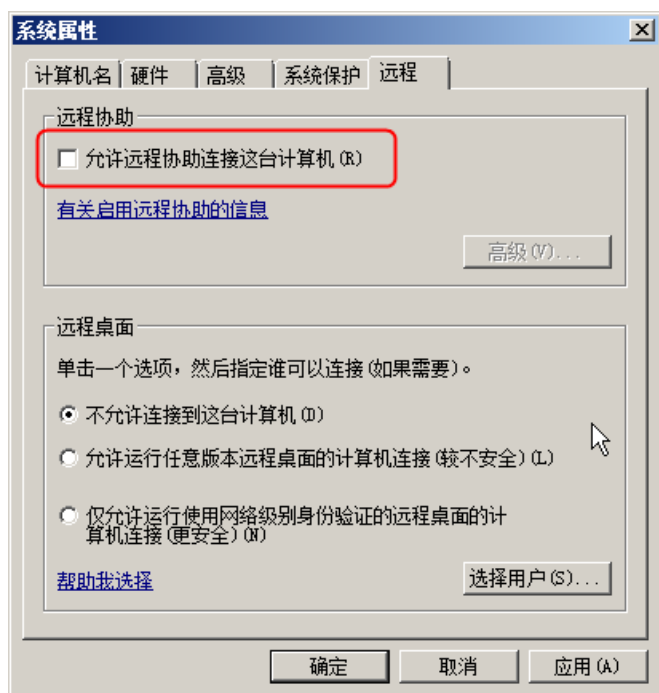 系统属性
计算机名 硬件 高级 系统保护 远程
远程协助
允许远程协助连接这台计算机(R)
有关启用远程协助的信息
高级(V)...
远程桌面
单击一个选项，然后指定谁可以连接(如果需要)。
不允许连接到这台计算机(D)
允许运行任意版本远程桌面的计算机连接(较不安全)(L)
仅允许运行使用网络级别身份验证的远程桌面的计
算机连接(更安全)(N)
帮助我选择
选择用户(S)...
确定 取消 应用(A)